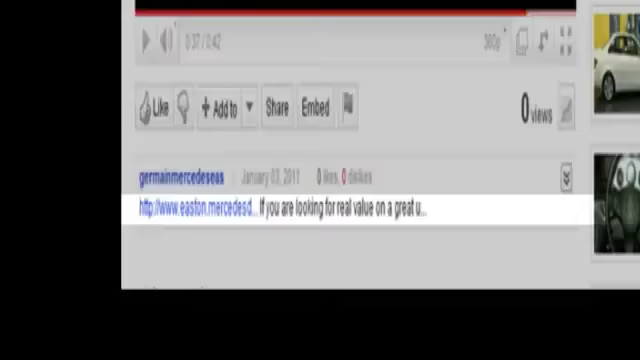 0:37 / 0:42
360p
Like
Add to
Share
Embed
0 views
germainmercedeseas
January 03, 2011
0 likes, 0 dislikes
http://www.easton.mercedesd... If you are looking for real value on a great u...